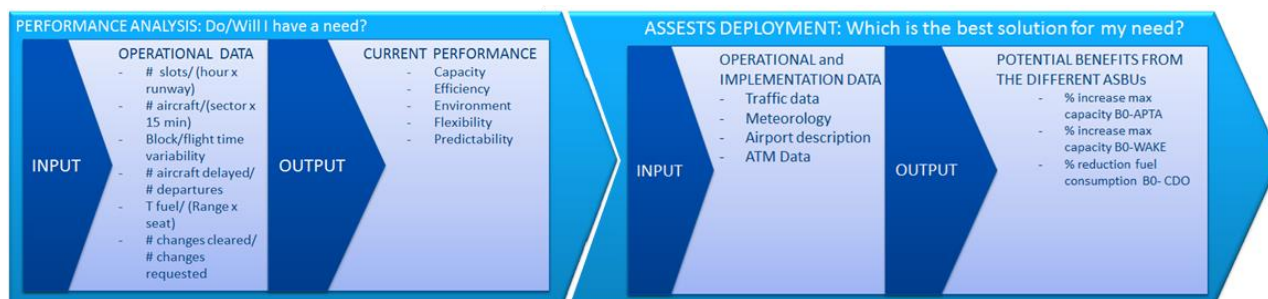 PERFORMANCE ANALYSIS: Do/Will I have a need?
INPUT
OPERATIONAL DATA
- # slots/ (hour x
runway)
- # aircraft/(sector x
15 min)
- Block/flight time
variability
- # aircraft delayed/
# departures
- T fuel/ (Range x
seat)
- # changes cleared/
# changes
requested
OUTPUT
CURRENT PERFORMANCE
- Capacity
- Efficiency
- Environment
- Flexibility
- Predictability
ASSESTS DEPLOYMENT: Which is the best solution for my need?
INPUT
OPERATIONAL and
IMPLEMENTATION DATA
- Traffic data
- Meteorology
- Airport description
- ATM Data
OUTPUT
POTENTIAL BENEFITS FROM
THE DIFFERENT ASBUs
- % increase max
capacity B0-APTA
- % increase max
capacity B0-WAKE
- % reduction fuel
consumption B0- CDO